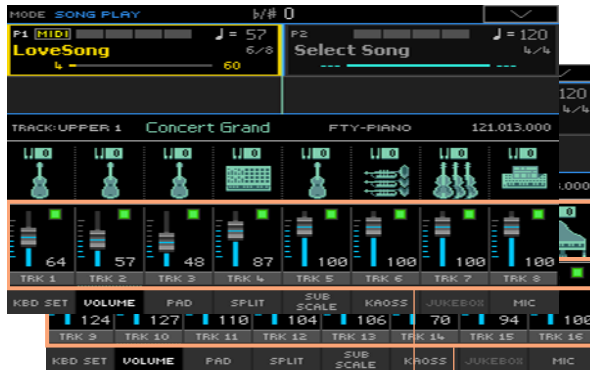 MODE SONG PLAY ♭/# 0
P1 MIDI ♩= 57 P2 ♩= 120
LoveSong 6/8 Select Song 4/4
4 60 --- ---
120
4/4
TRACK:UPPER 1 Concert Grand FTY-PIANO 121.013.000
.000
0 0 0 0 0 0 0 0
0
64 57 48 87 100 100 100 100
TRK 1 TRK 2 TRK 3 TRK 4 TRK 5 TRK 6 TRK 7 TRK 8
KBD SET VOLUME PAD SPLIT SUB SCALE KAOSS JUKEBOX MIC
124 127 110 104 106 70 94 100
TRK 9 TRK 10 TRK 11 TRK 12 TRK 13 TRK 14 TRK 15 TRK 16
KBD SET VOLUME PAD SPLIT SUB SCALE KAOSS JUKEBOX MIC